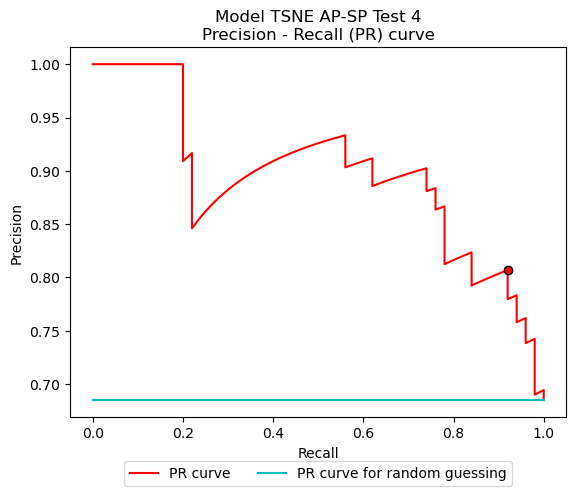 Model TSNE AP-SP Test 4
Precision - Recall (PR) curve
1.00
0.95
0.90
0.85
0.80
0.75
0.70
Precision
0.0 0.2 0.4 0.6 0.8 1.0
Recall
PR curve PR curve for random guessing